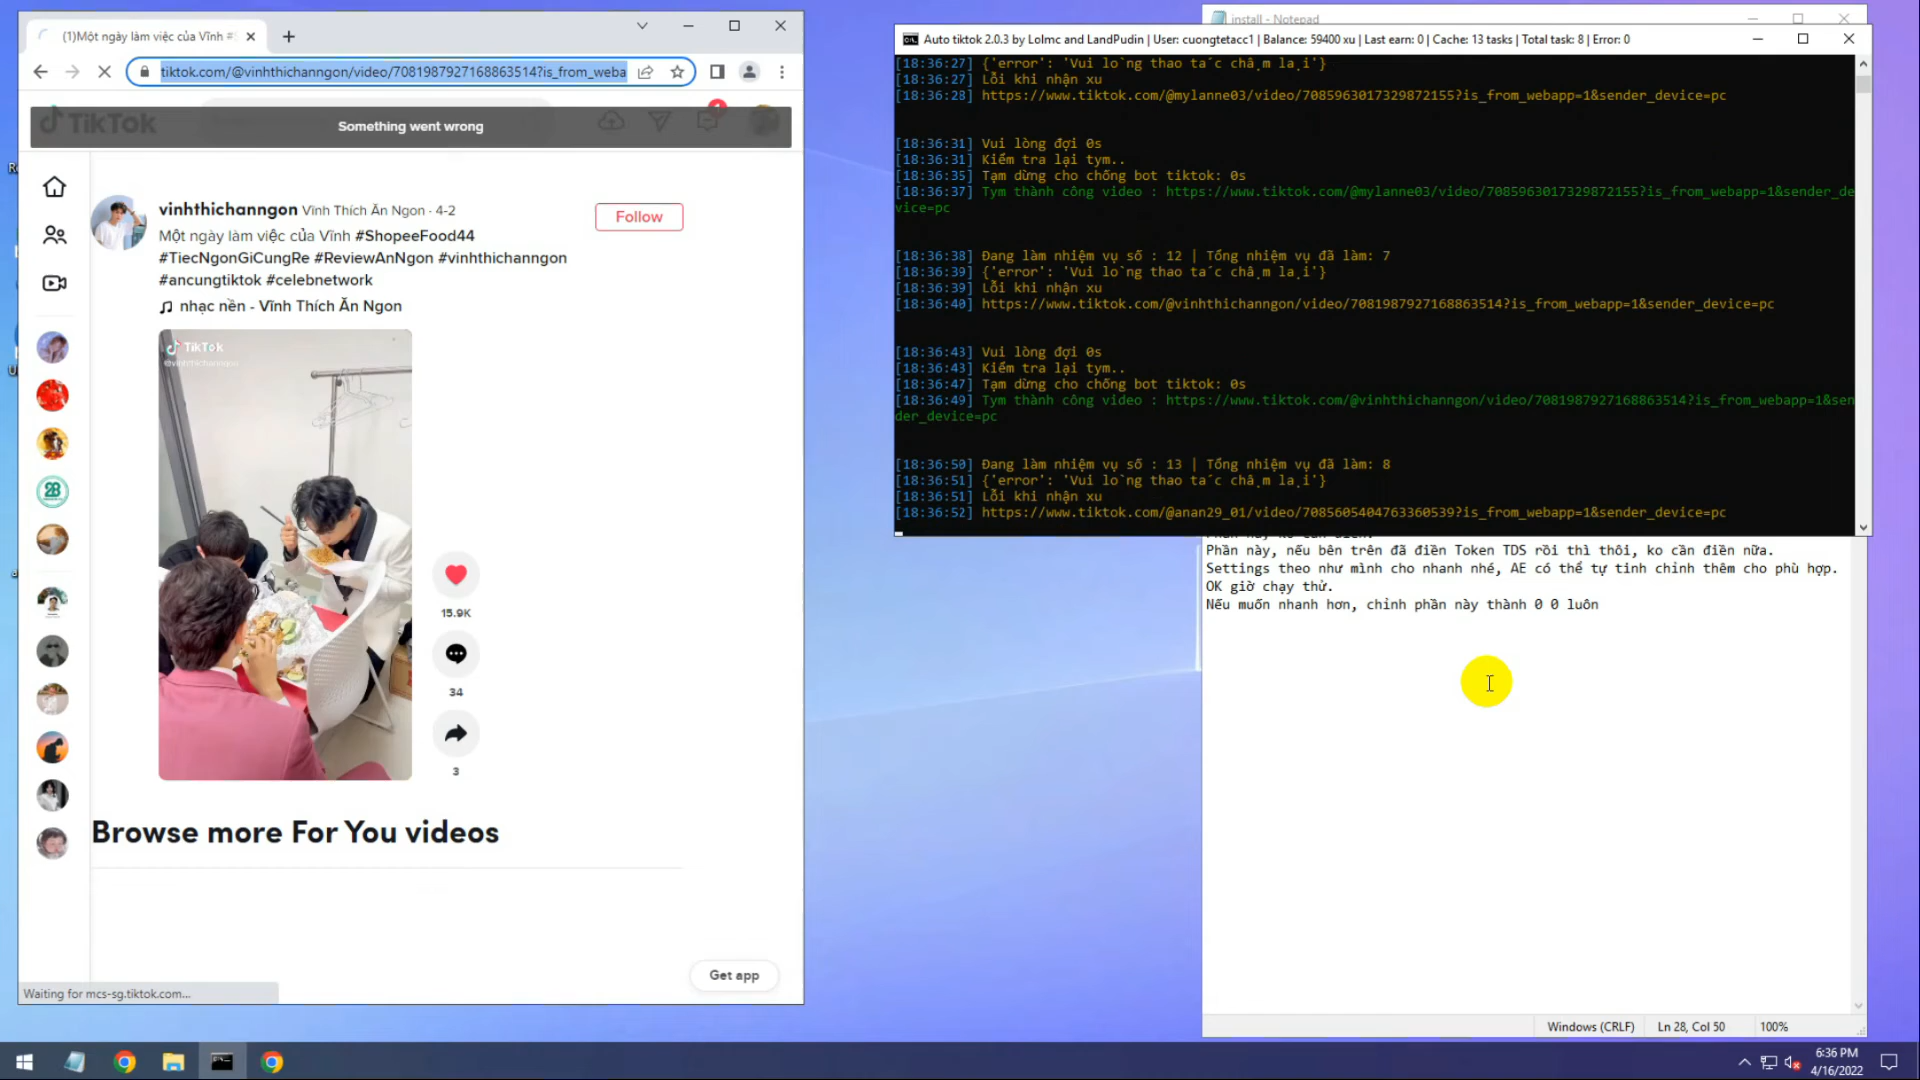 (1)Một ngày làm việc của Vĩnh #
tiktok.com/@vinhthichanngon/video/7081987927168863514?is_from_weba
TikTok
Something went wrong
vinhthichanngon Vĩnh Thích Ăn Ngon · 4-2
Follow
Một ngày làm việc của Vĩnh #ShopeeFood44
#TiecNgonGiCungRe #ReviewAnNgon #vinhthichanngon
#ancungtiktok #celebnetwork
nhạc nền - Vĩnh Thích Ăn Ngon
TikTok
@vinhthichanngon
15.9K
34
3
Browse more For You videos
Get app
Waiting for mcs-sg.tiktok.com...
install - Notepad
Auto tiktok 2.0.3 by Lolmc and LandPudin | User: cuongtetacc1 | Balance: 59400 xu | Last earn: 0 | Cache: 13 tasks | Total task: 8 | Error: 0
[18:36:27] {'error': 'Vui lo`ng thao ta´c châ.m la.i'}
[18:36:27] Lỗi khi nhận xu
[18:36:28] https://www.tiktok.com/@mylanne03/video/7085963017329872155?is_from_webapp=1&sender_device=pc
[18:36:31] Vui lòng đợi 0s
[18:36:31] Kiểm tra lại tym..
[18:36:35] Tạm dừng cho chống bot tiktok: 0s
[18:36:37] Tym thành công video : https://www.tiktok.com/@mylanne03/video/7085963017329872155?is_from_webapp=1&sender_de
vice=pc
[18:36:38] Đang làm nhiệm vụ số : 12 | Tổng nhiệm vụ đã làm: 7
[18:36:39] {'error': 'Vui lo`ng thao ta´c châ.m la.i'}
[18:36:39] Lỗi khi nhận xu
[18:36:40] https://www.tiktok.com/@vinhthichanngon/video/7081987927168863514?is_from_webapp=1&sender_device=pc
[18:36:43] Vui lòng đợi 0s
[18:36:43] Kiểm tra lại tym..
[18:36:47] Tạm dừng cho chống bot tiktok: 0s
[18:36:49] Tym thành công video : https://www.tiktok.com/@vinhthichanngon/video/7081987927168863514?is_from_webapp=1&sen
der_device=pc
[18:36:50] Đang làm nhiệm vụ số : 13 | Tổng nhiệm vụ đã làm: 8
[18:36:51] {'error': 'Vui lo`ng thao ta´c châ.m la.i'}
[18:36:51] Lỗi khi nhận xu
[18:36:52] https://www.tiktok.com/@anan29_01/video/7085605404763360539?is_from_webapp=1&sender_device=pc
Phần này ko cần điền.
Phần này, nếu bên trên đã điền Token TDS rồi thì thôi, ko cần điền nữa.
Settings theo như mình cho nhanh nhé, AE có thể tự tinh chỉnh thêm cho phù hợp.
OK giờ chạy thử.
Nếu muốn nhanh hơn, chỉnh phần này thành 0 0 luôn
Windows (CRLF)
Ln 28, Col 50
100%
6:36 PM
4/16/2022